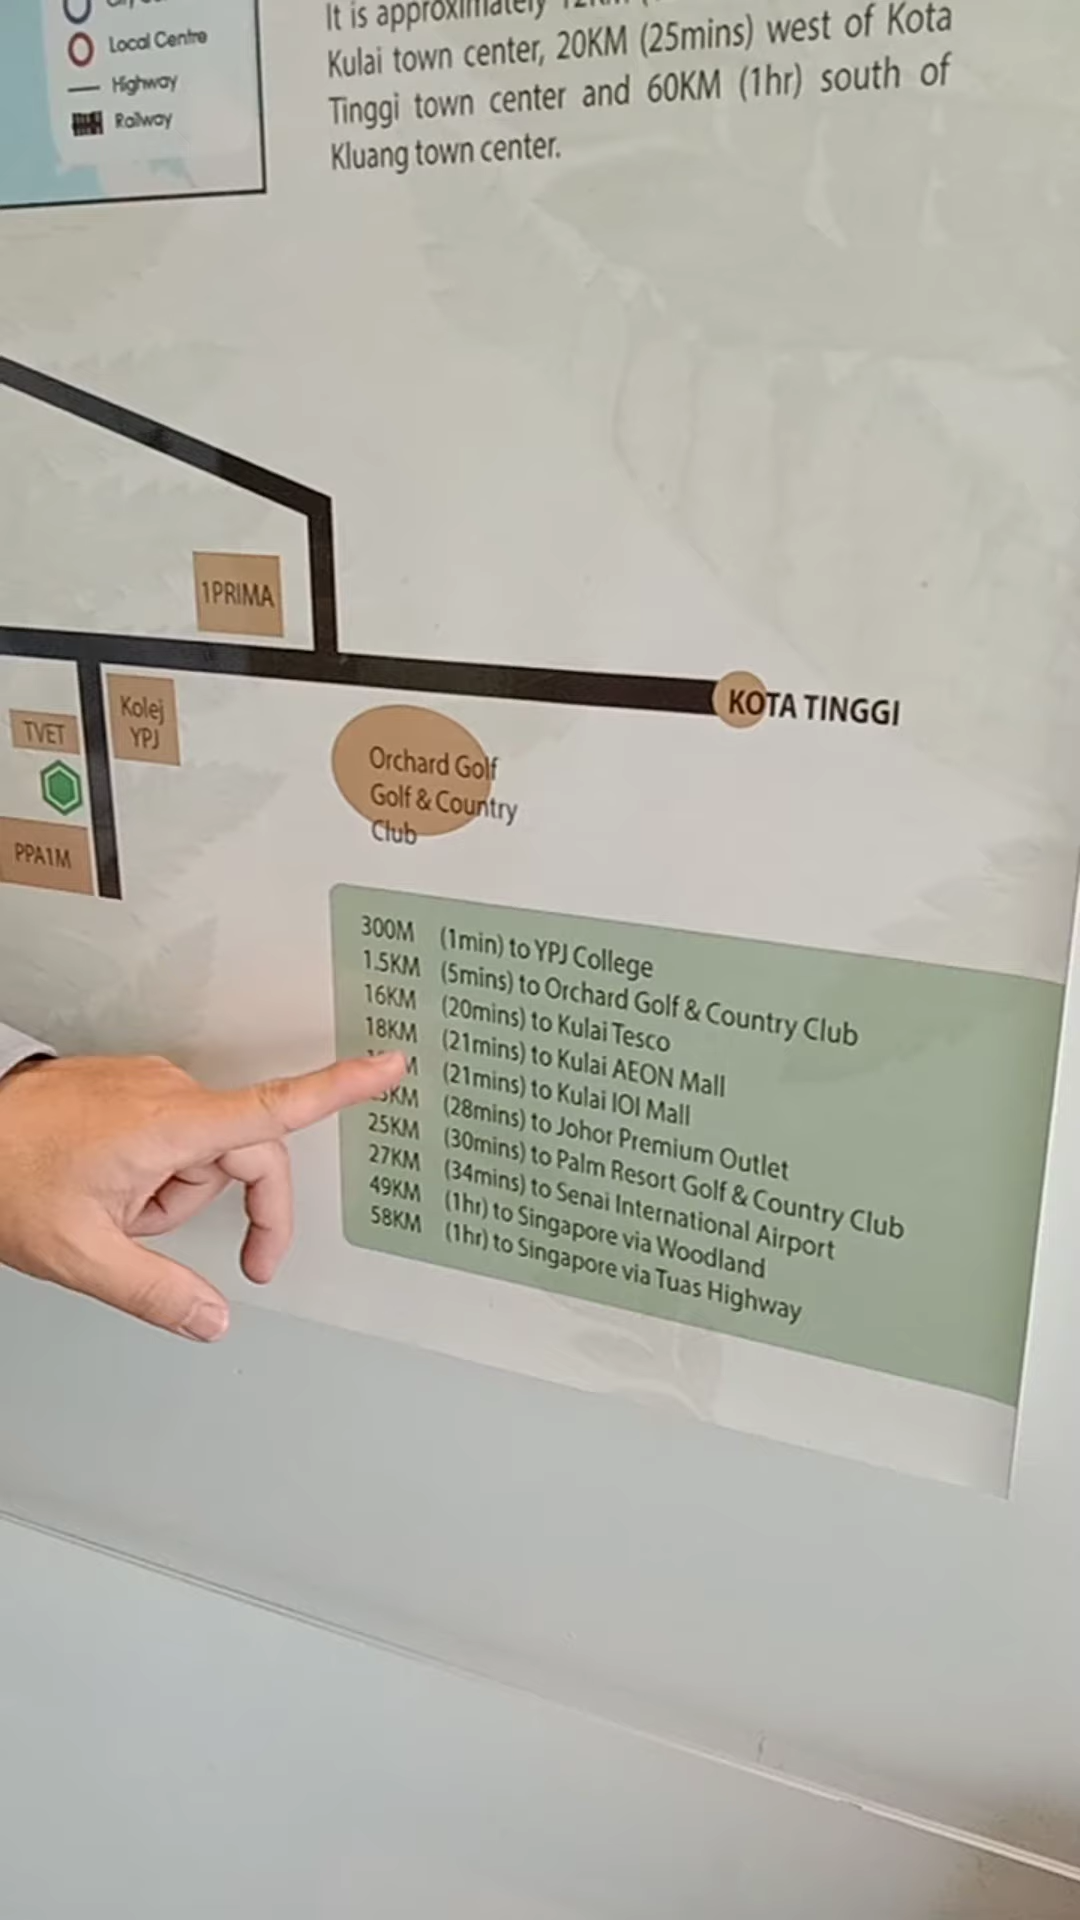 Local Centre
Highway
Railway
It is approximately
Kulai town center, 20KM (25mins) west of Kota
Tinggi town center and 60KM (1hr) south of
Kluang town center.
1PRIMA
KOTA TINGGI
Kolej
YPJ
TVET
Orchard Golf
Golf & Country
Club
PPA1M
300M (1min) to YPJ College
1.5KM (5mins) to Orchard Golf & Country Club
16KM (20mins) to Kulai Tesco
18KM (21mins) to Kulai AEON Mall
(21mins) to Kulai IOI Mall
(28mins) to Johor Premium Outlet
25KM (30mins) to Palm Resort Golf & Country Club
27KM (34mins) to Senai International Airport
49KM (1hr) to Singapore via Woodland
58KM (1hr) to Singapore via Tuas Highway